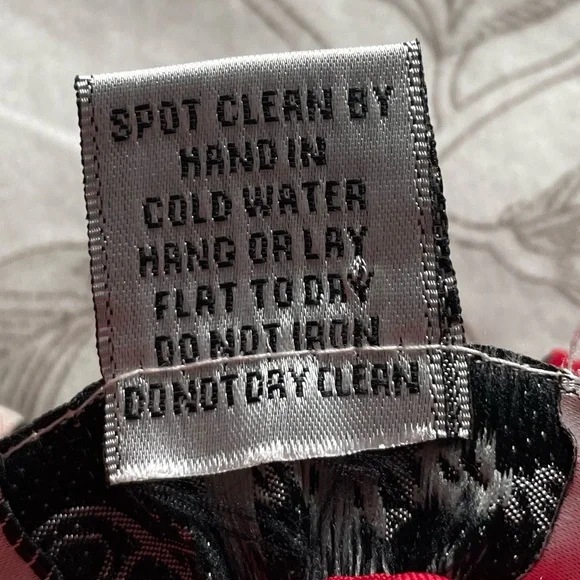 SPOT CLEAN BY
HAND IN
COLD WATER
HANG OR LAY
FLAT TO DAY
DO NOT IRON
DO NOT DRY CLEAN